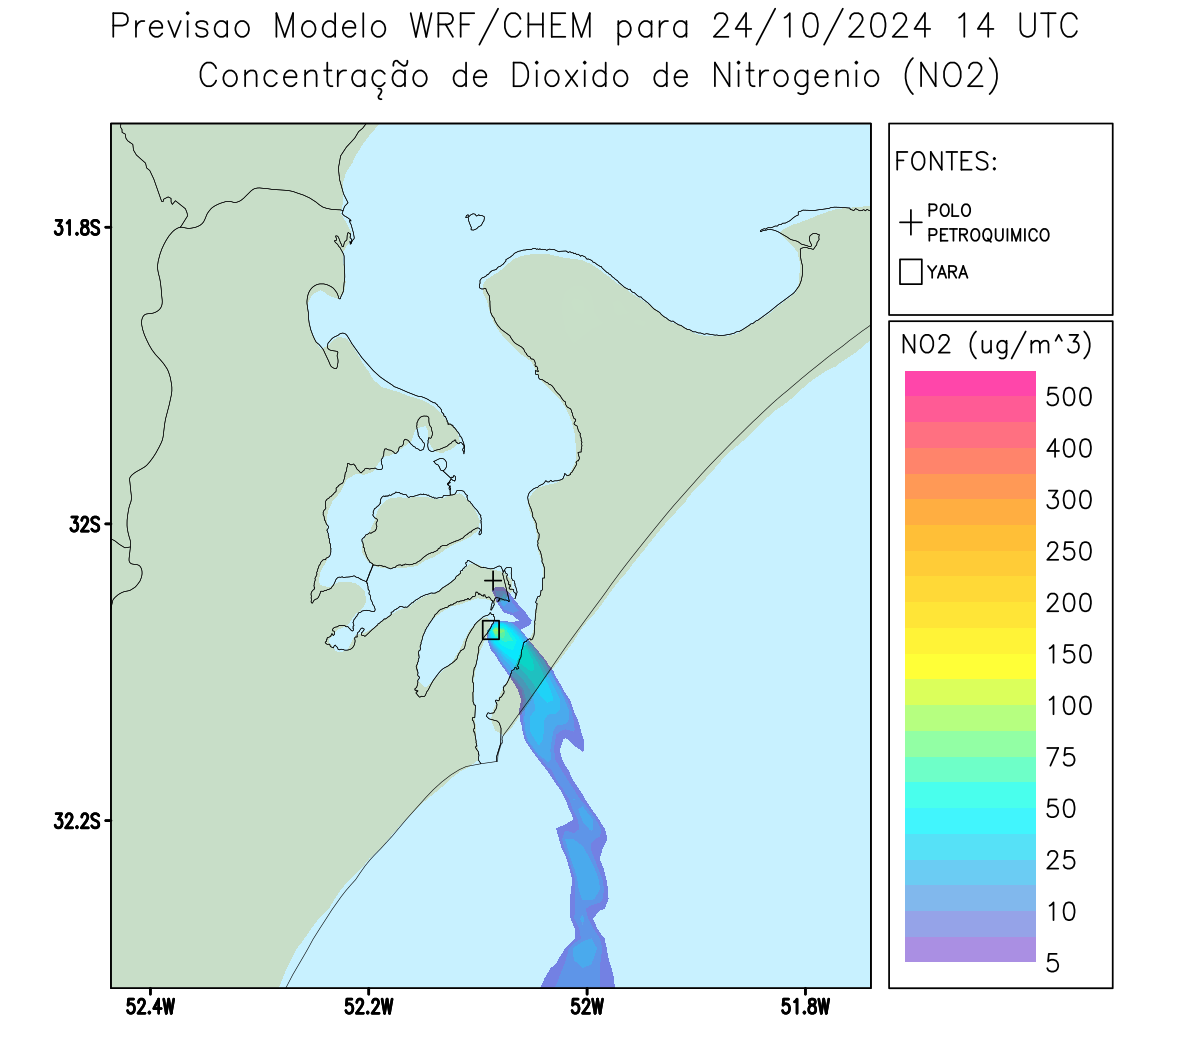 Previsao Modelo WRF/CHEM para 24/10/2024 14 UTC
Concentração de Dioxido de Nitrogenio (NO2)
FONTES:
POLO
PETROQUIMICO
YARA
31.8S
32S
32.2S
52.4W
52.2W
52W
51.8W
NO2 (ug/m^3)
500
400
300
250
200
150
100
75
50
25
10
5